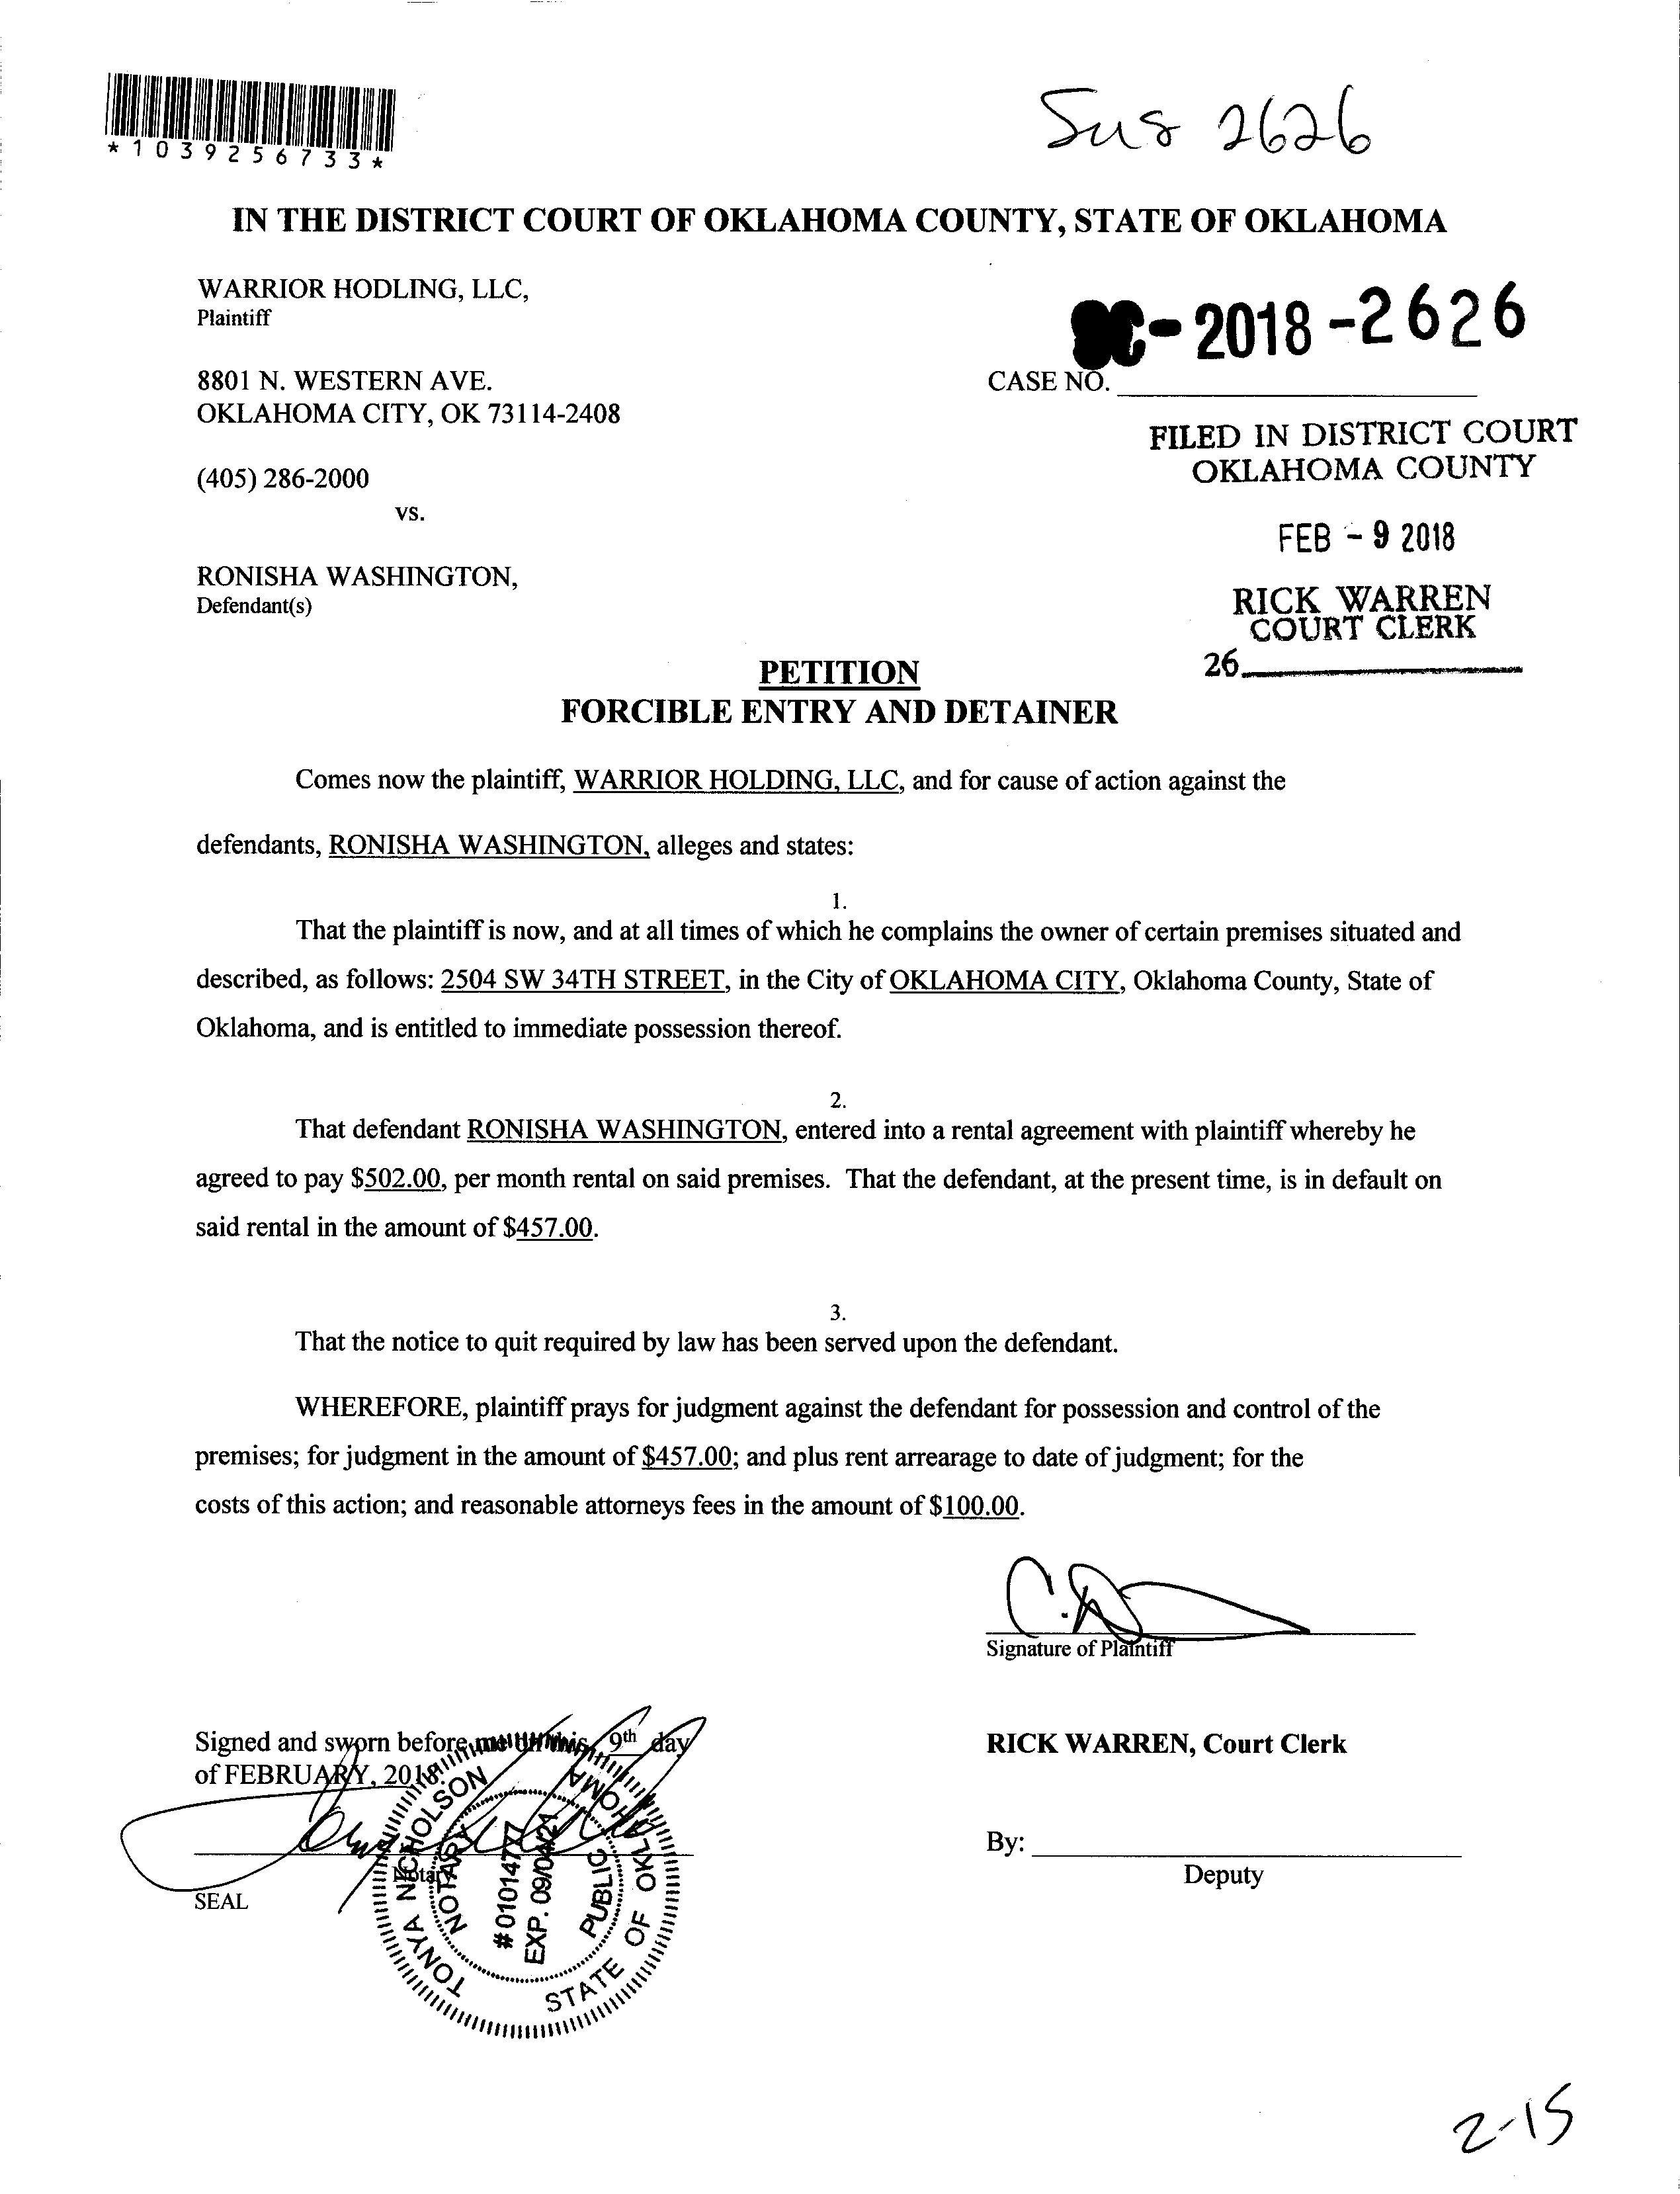 *1039256733*
Sus 2626
IN THE DISTRICT COURT OF OKLAHOMA COUNTY, STATE OF OKLAHOMA
WARRIOR HODLING, LLC,
Plaintiff
8801 N. WESTERN AVE.
OKLAHOMA CITY, OK 73114-2408
(405) 286-2000
vs.
RONISHA WASHINGTON,
Defendant(s)
SC-2018-2626
CASE NO.
FILED IN DISTRICT COURT
OKLAHOMA COUNTY
FEB - 9 2018
RICK WARREN
COURT CLERK
26
PETITION
FORCIBLE ENTRY AND DETAINER
Comes now the plaintiff, WARRIOR HOLDING, LLC, and for cause of action against the
defendants, RONISHA WASHINGTON, alleges and states:
1.
That the plaintiff is now, and at all times of which he complains the owner of certain premises situated and
described, as follows: 2504 SW 34TH STREET, in the City of OKLAHOMA CITY, Oklahoma County, State of
Oklahoma, and is entitled to immediate possession thereof.
2.
That defendant RONISHA WASHINGTON, entered into a rental agreement with plaintiff whereby he
agreed to pay $502.00, per month rental on said premises. That the defendant, at the present time, is in default on
said rental in the amount of $457.00.
3.
That the notice to quit required by law has been served upon the defendant.
WHEREFORE, plaintiff prays for judgment against the defendant for possession and control of the
premises; for judgment in the amount of $457.00; and plus rent arrearage to date of judgment; for the
costs of this action; and reasonable attorneys fees in the amount of $100.00.
Signature of Plaintiff
Signed and sworn before me on this 9th day
of FEBRUARY, 2018.
Notary
SEAL
TONYA NICHOLSON
NOTARY PUBLIC
#01014777
EXP. 09/04/21
STATE OF OKLAHOMA
RICK WARREN, Court Clerk
By:
Deputy
2-15